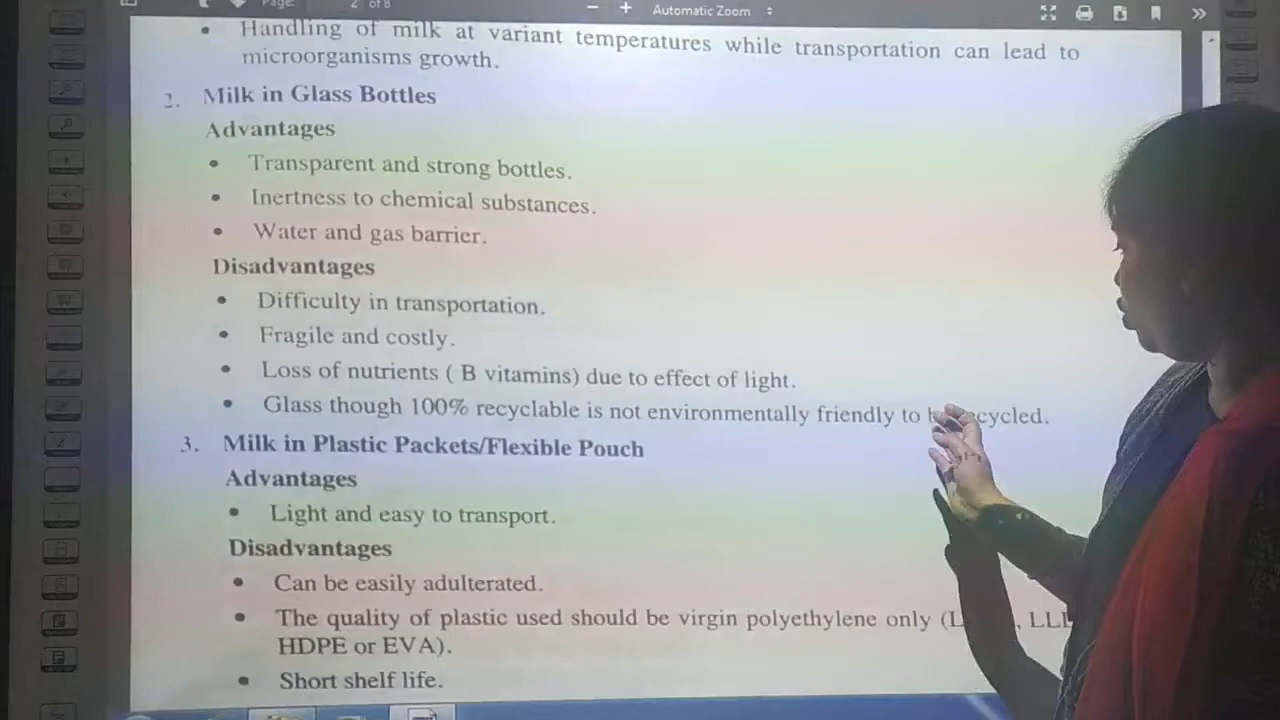 Page: 2 of 8
Automatic Zoom
• Handling of milk at variant temperatures while transportation can lead to
microorganisms growth.
2. Milk in Glass Bottles
Advantages
• Transparent and strong bottles.
• Inertness to chemical substances.
• Water and gas barrier.
Disadvantages
• Difficulty in transportation.
• Fragile and costly.
• Loss of nutrients ( B vitamins) due to effect of light.
• Glass though 100% recyclable is not environmentally friendly to
3. Milk in Plastic Packets/Flexible Pouch
Advantages
• Light and easy to transport.
Disadvantages
• Can be easily adulterated.
• The quality of plastic used should be virgin polyethylene only
HDPE or EVA).
• Short shelf life.